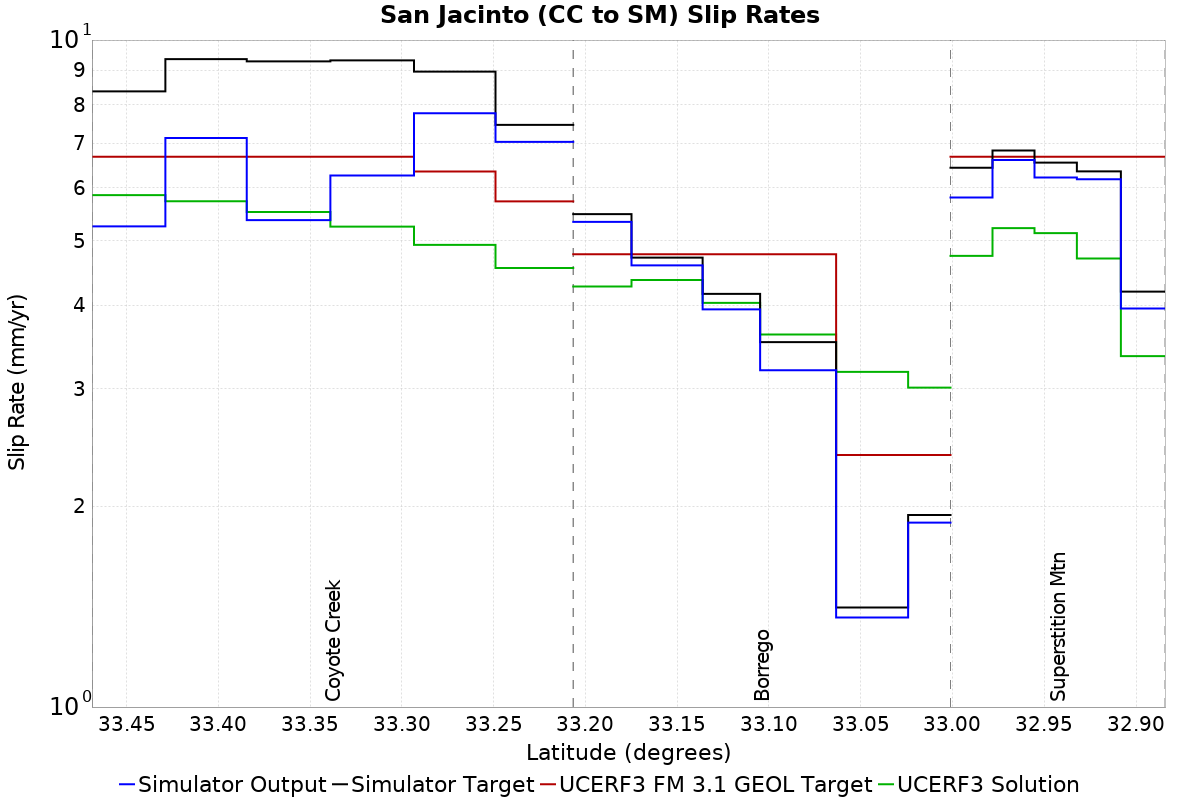 San Jacinto (CC to SM) Slip Rates
10^1
9
8
7
6
5
4
3
2
10^0
Slip Rate (mm/yr)
Coyote Creek
Borrego
Superstition Mtn
33.45 33.40 33.35 33.30 33.25 33.20 33.15 33.10 33.05 33.00 32.95 32.90
Latitude (degrees)
Simulator Output Simulator Target UCERF3 FM 3.1 GEOL Target UCERF3 Solution